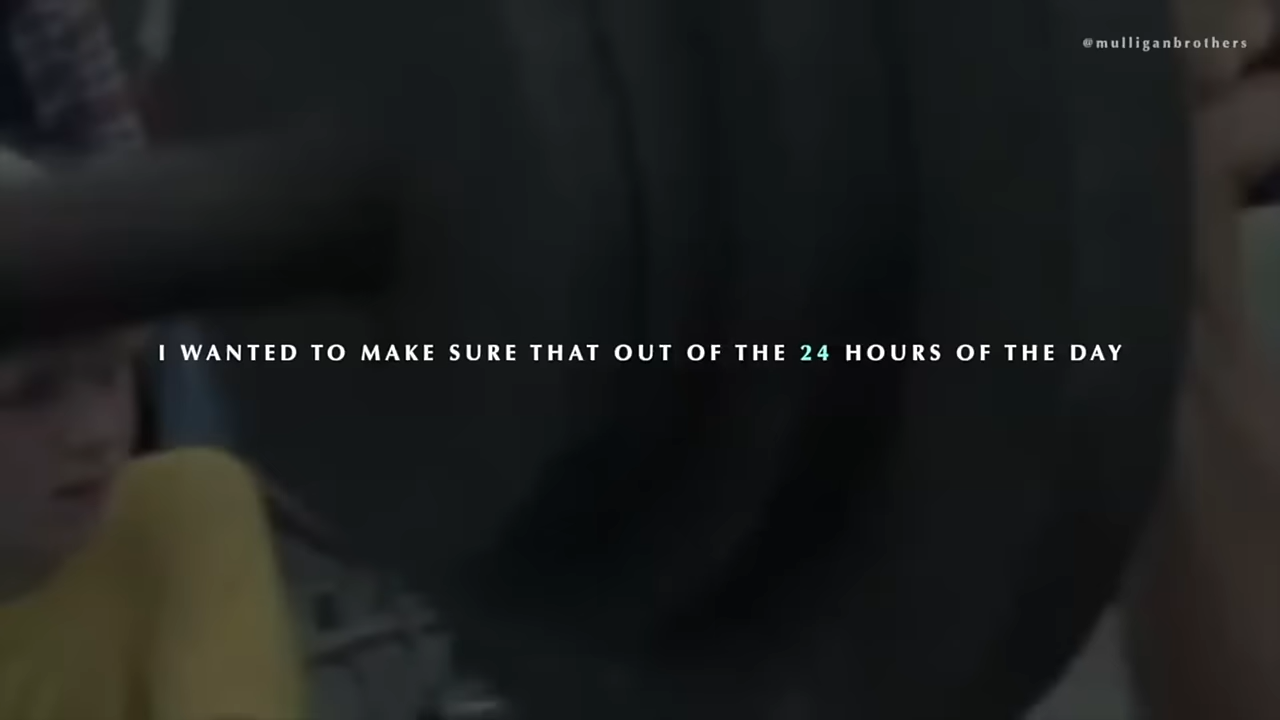 @mulliganbrothers
I WANTED TO MAKE SURE THAT OUT OF THE 24 HOURS OF THE DAY